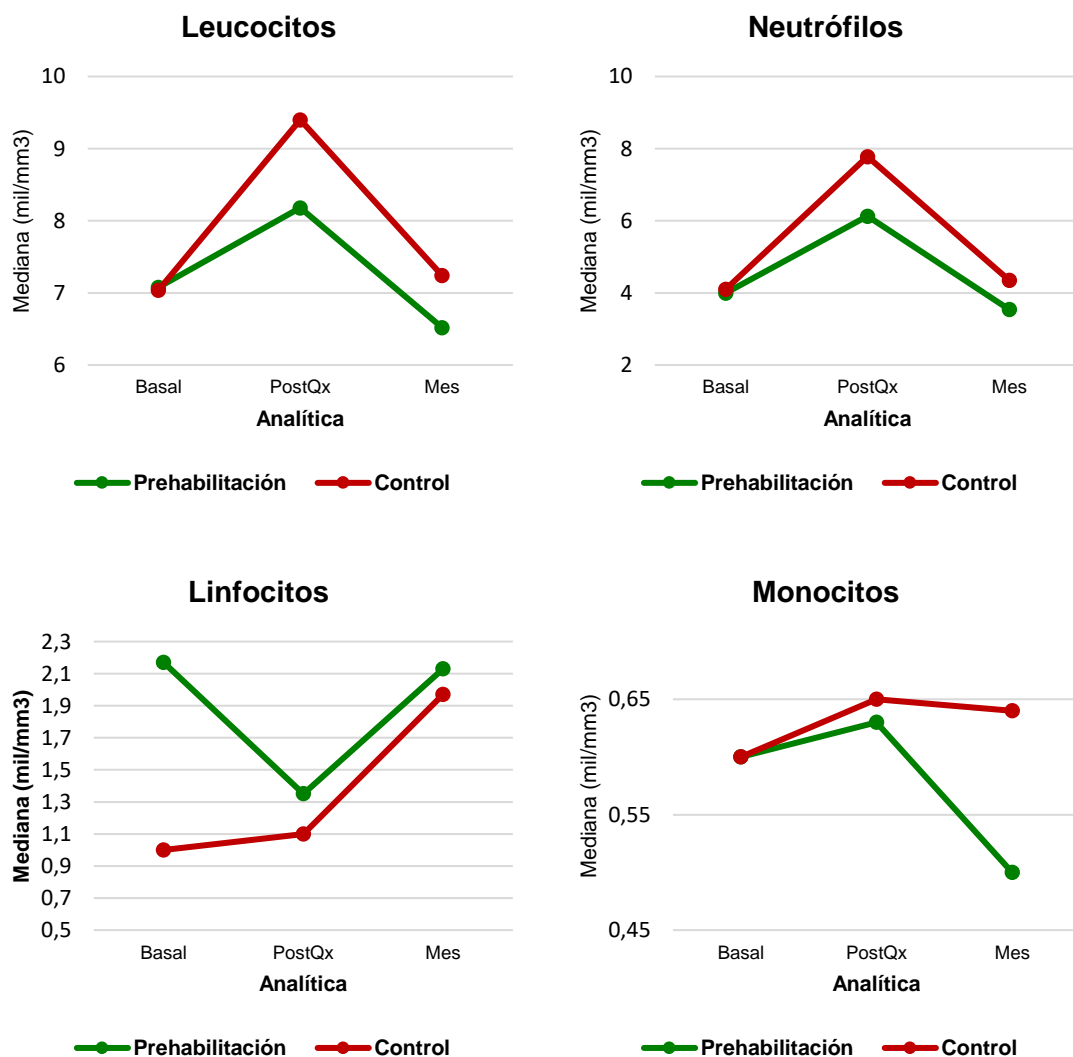 Leucocitos
Mediana (mil/mm3)
10
9
8
7
6
Basal PostQx Mes
Analítica
Prehabilitación Control
Neutrófilos
Mediana (mil/mm3)
10
8
6
4
2
Basal PostQx Mes
Analítica
Prehabilitación Control
Linfocitos
Mediana (mil/mm3)
2,3
2,1
1,9
1,7
1,5
1,3
1,1
0,9
0,7
0,5
Basal PostQx Mes
Analítica
Prehabilitación Control
Monocitos
Mediana (mil/mm3)
0,65
0,55
0,45
Basal PostQx Mes
Analítica
Prehabilitación Control